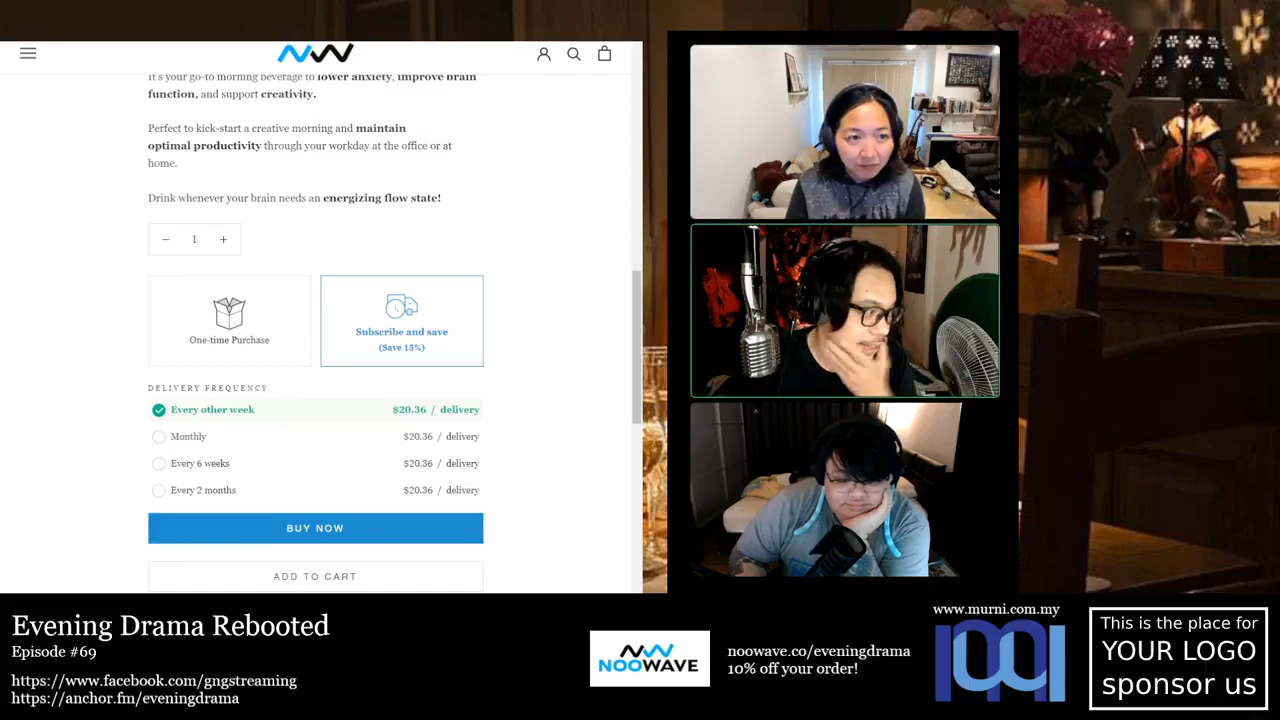 NW
It's your go-to morning beverage to lower anxiety, improve brain
function, and support creativity.
Perfect to kick-start a creative morning and maintain
optimal productivity through your workday at the office or at
home.
Drink whenever your brain needs an energizing flow state!
− 1 +
One-time Purchase
Subscribe and save
(Save 15%)
DELIVERY FREQUENCY
Every other week $20.36 / delivery
Monthly $20.36 / delivery
Every 6 weeks $20.36 / delivery
Every 2 months $20.36 / delivery
BUY NOW
ADD TO CART
Evening Drama Rebooted
Episode #69
https://www.facebook.com/gngstreaming
https://anchor.fm/eveningdrama
NW
NOOWAVE
noowave.co/eveningdrama
10% off your order!
www.murni.com.my
This is the place for
YOUR LOGO
sponsor us